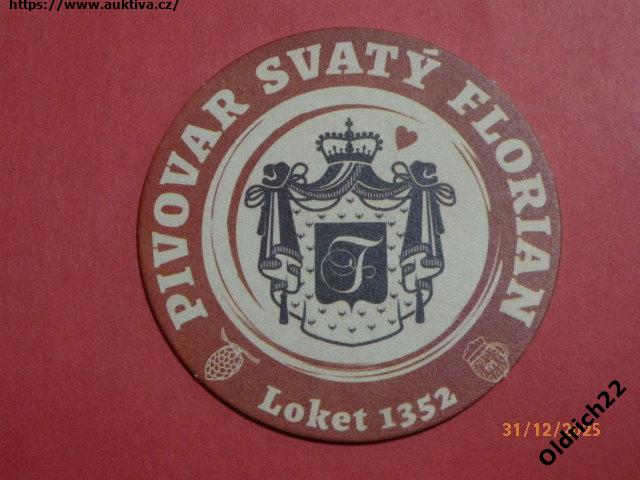 https://www.auktiva.cz/
PIVOVAR SVATÝ FLORIAN
Loket 1352
31/12/2025
Oldrich22